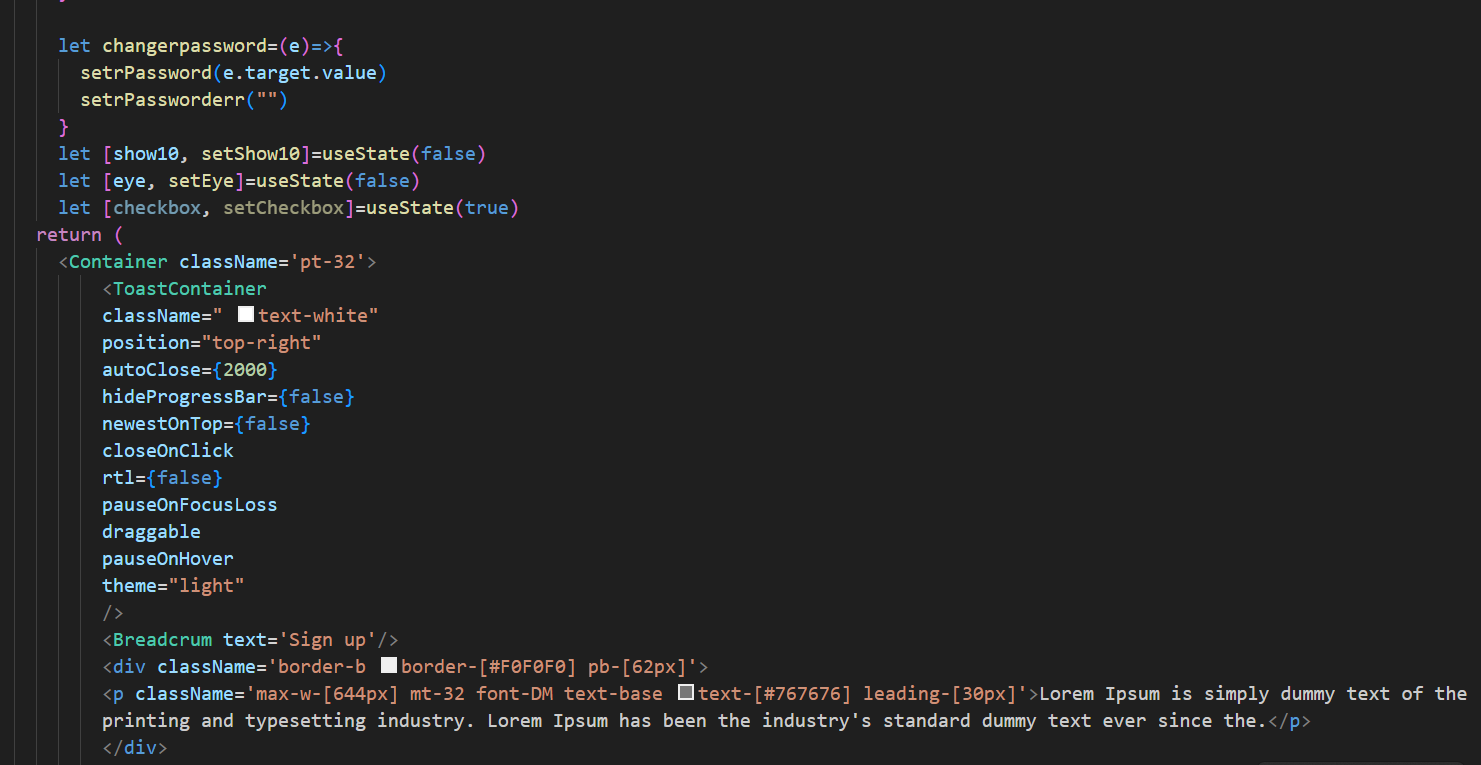 let changerpassword=(e)=>{
setrPassword(e.target.value)
setrPassworderr("")
}
let [show10, setShow10]=useState(false)
let [eye, setEye]=useState(false)
let [checkbox, setCheckbox]=useState(true)
return (
<Container className='pt-32'>
<ToastContainer
className=" text-white"
position="top-right"
autoClose={2000}
hideProgressBar={false}
newestOnTop={false}
closeOnClick
rtl={false}
pauseOnFocusLoss
draggable
pauseOnHover
theme="light"
/>
<Breadcrum text='Sign up'/>
<div className='border-b border-[#F0F0F0] pb-[62px]'>
<p className='max-w-[644px] mt-32 font-DM text-base text-[#767676] leading-[30px]'>Lorem Ipsum is simply dummy text of the
printing and typesetting industry. Lorem Ipsum has been the industry's standard dummy text ever since the.</p>
</div>